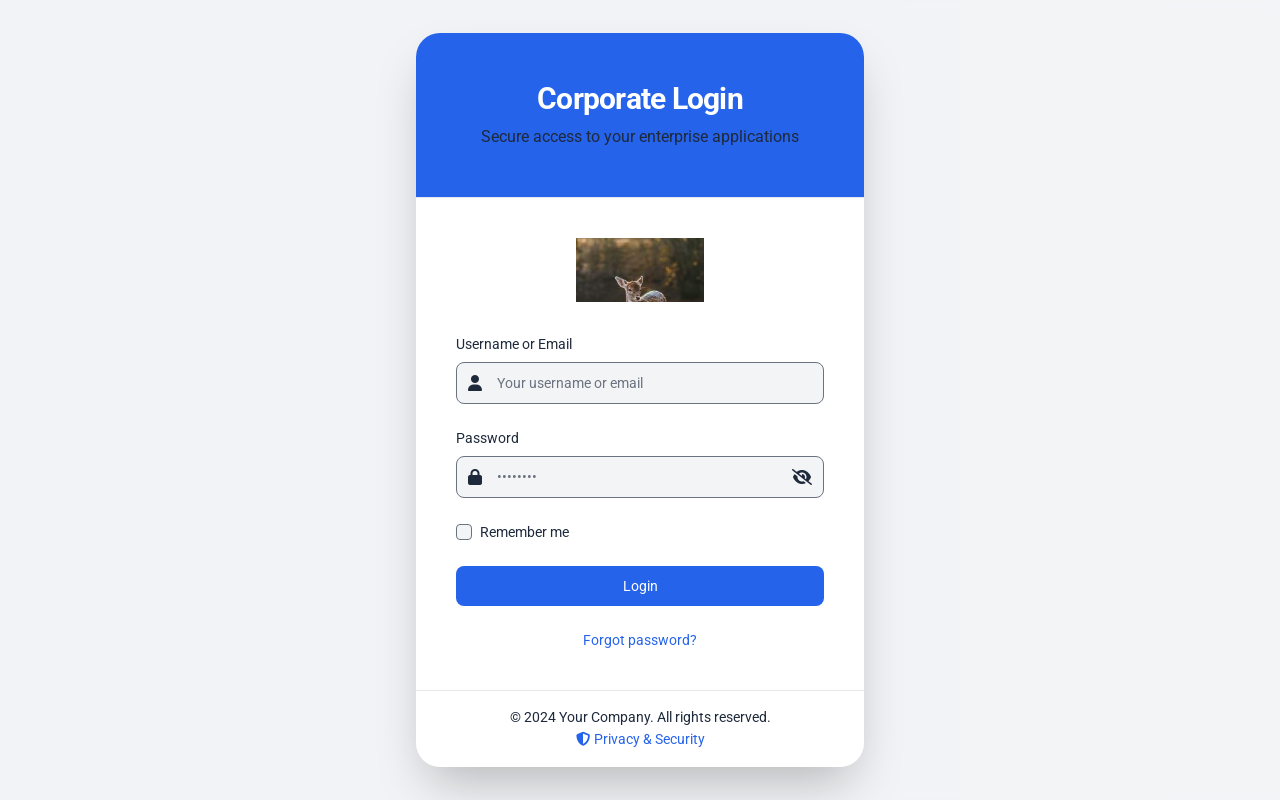 Corporate Login
Secure access to your enterprise applications
Username or Email
Your username or email
Password
••••••••
Remember me
Login
Forgot password?
© 2024 Your Company. All rights reserved.
Privacy & Security